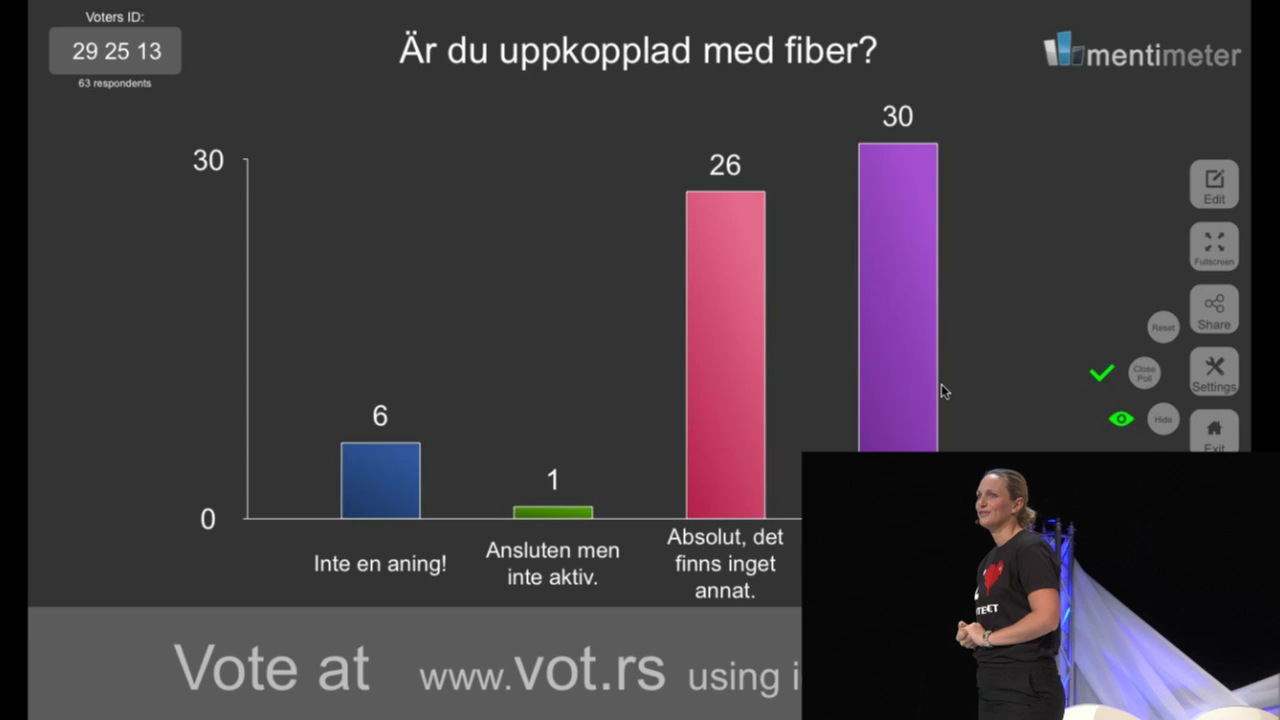 Voters ID:
29 25 13
63 respondents
Är du uppkopplad med fiber?
mentimeter
30
30
26
6
1
0
Inte en aning!
Ansluten men
inte aktiv.
Absolut, det
finns inget
annat.
Edit
Fullscreen
Share
Reset
Close
Poll
Settings
Hide
Exit
Vote at www.vot.rs using